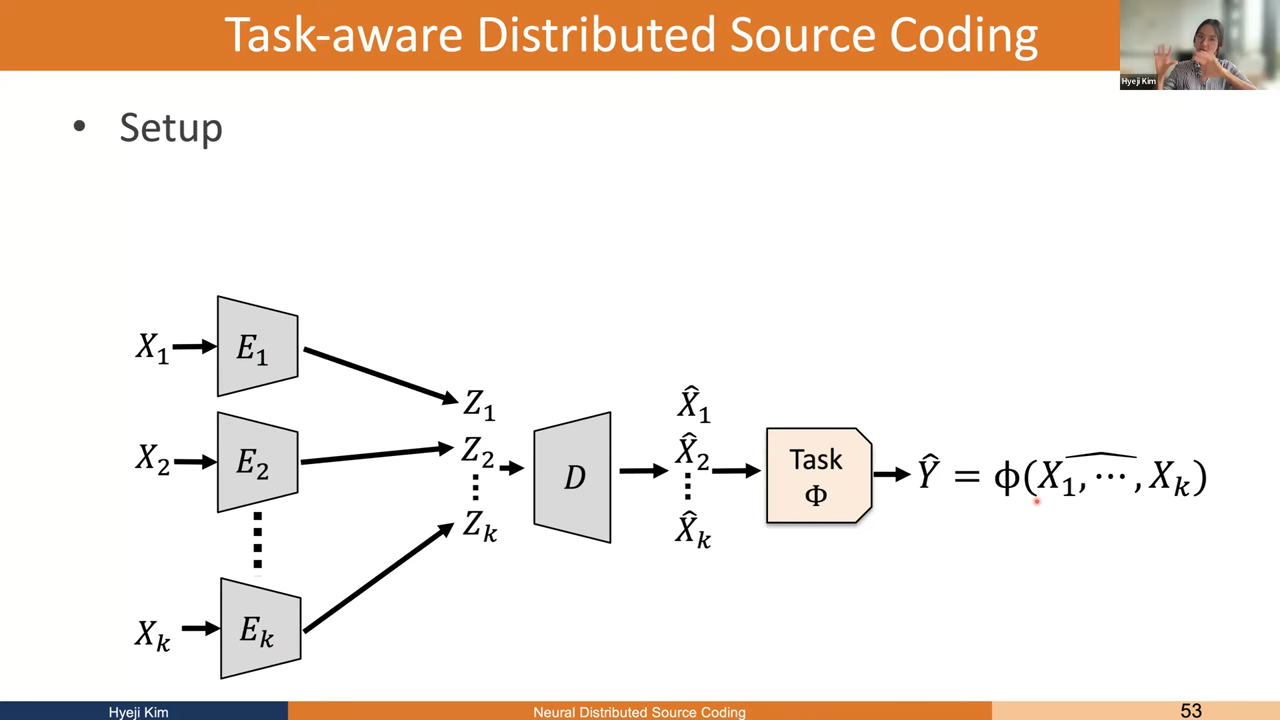 Task-aware Distributed Source Coding
Hyeji Kim
• Setup
X₁
E₁
X₂
E₂
Xₖ
Eₖ
Z₁
Z₂
Zₖ
D
X̂₁
X̂₂
X̂ₖ
Task
Φ
Ŷ = ϕ(X₁, ⋯ , Xₖ)
Hyeji Kim
Neural Distributed Source Coding
53